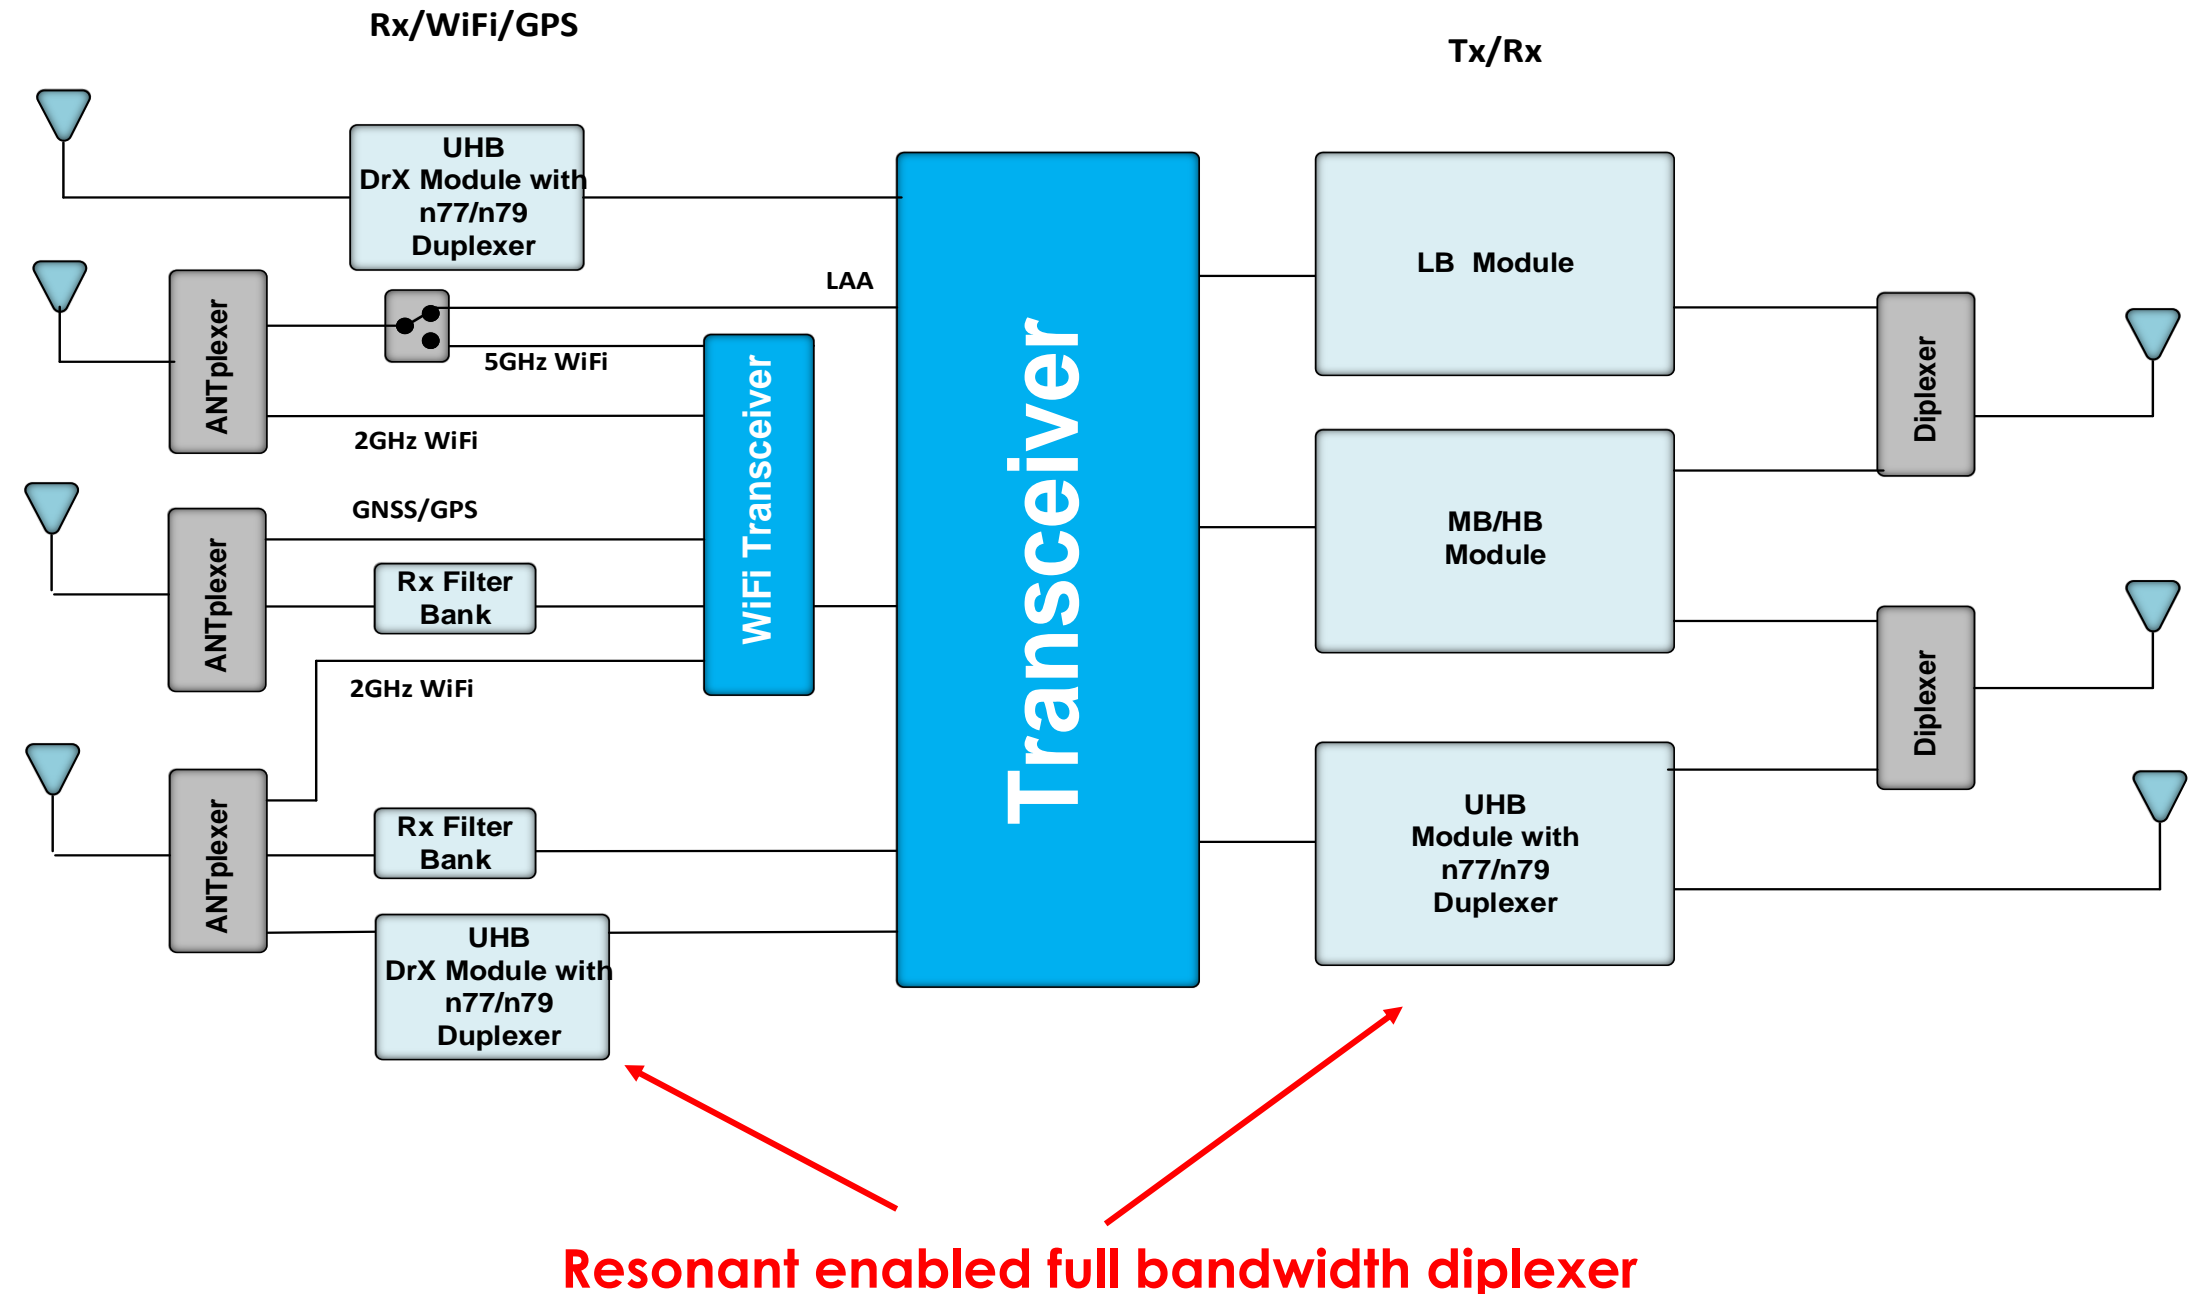 Rx/WiFi/GPS
Tx/Rx
UHB
DrX Module with
n77/n79
Duplexer
LAA
ANTplexer
5GHz WiFi
2GHz WiFi
WiFi Transceiver
GNSS/GPS
ANTplexer
Rx Filter
Bank
2GHz WiFi
ANTplexer
Rx Filter
Bank
UHB
DrX Module with
n77/n79
Duplexer
Transceiver
LB Module
Diplexer
MB/HB
Module
Diplexer
UHB
Module with
n77/n79
Duplexer
Resonant enabled full bandwidth diplexer